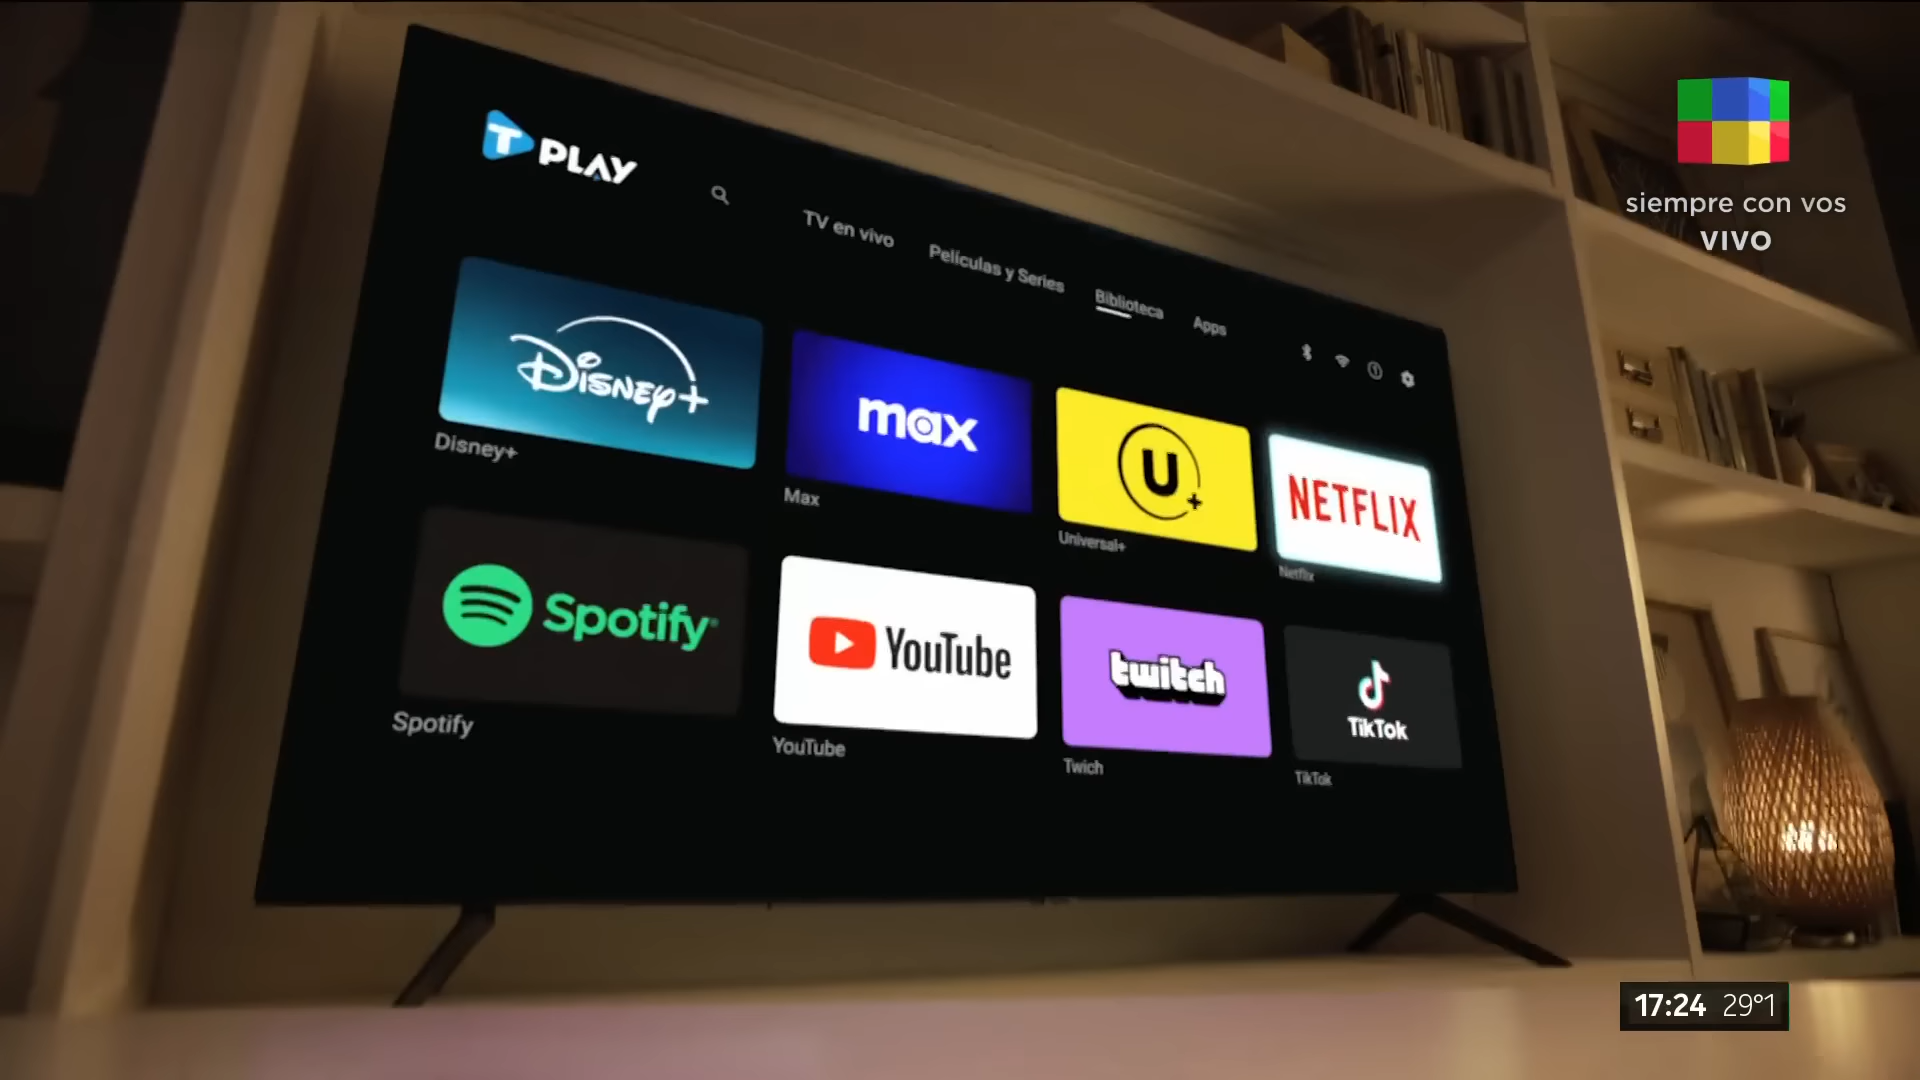 T PLAY
TV en vivo
Películas y Series
Biblioteca
Apps
siempre con vos
VIVO
Disney+
max
U+
NETFLIX
Disney+
Max
Universal+
Netflix
Spotify
YouTube
twitch
TikTok
Spotify
YouTube
Twich
TikTok
17:24 29°1